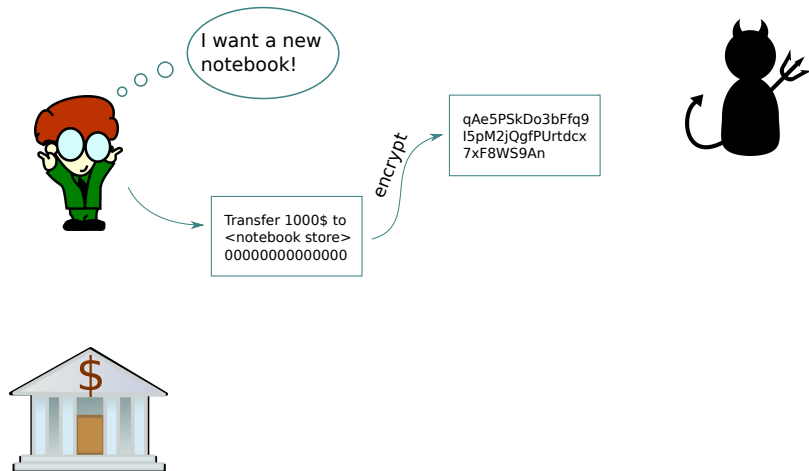 I want a new
notebook!
qAe5PSkDo3bFfq9
I5pM2jQgfPUrtdcx
7xF8WS9An
encrypt
Transfer 1000$ to
<notebook store>
00000000000000
$